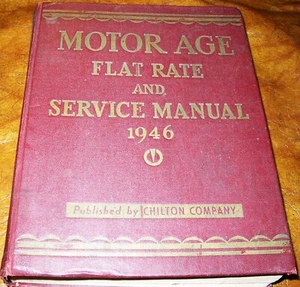 MOTOR AGE
FLAT RATE
AND
SERVICE MANUAL
1946
Published by CHILTON COMPANY